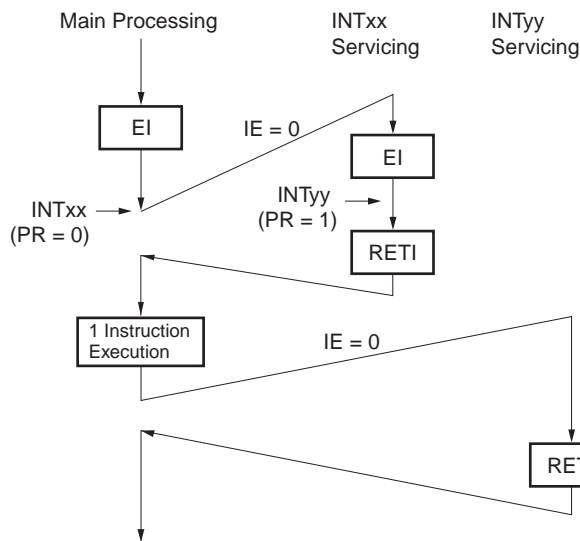 Main Processing
INTxx
Servicing
INTyy
Servicing
EI
IE = 0
EI
INTxx
(PR = 0)
INTyy
(PR = 1)
RETI
1 Instruction
Execution
IE = 0
RET